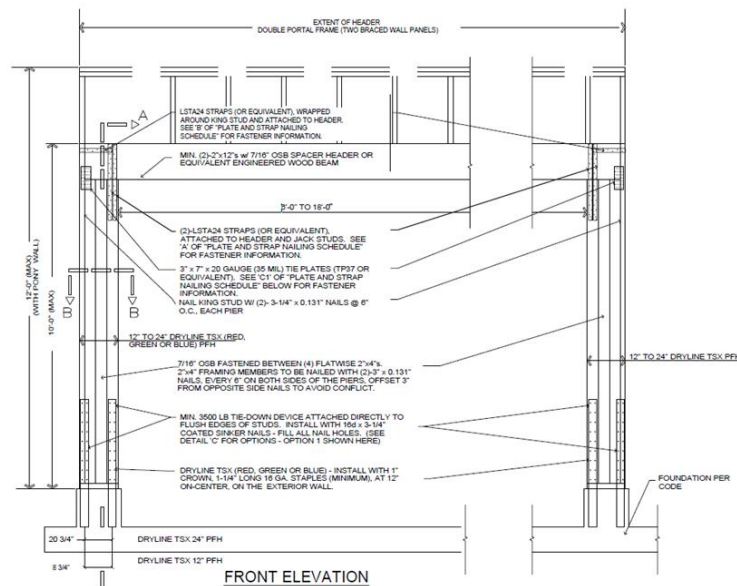 EXTENT OF HEADER
DOUBLE PORTAL FRAME (TWO BRACED WALL PANELS)
A
LSTA24 STRAPS (OR EQUIVALENT), WRAPPED
AROUND KING STUD AND ATTACHED TO HEADER.
SEE 'B' OF "PLATE AND STRAP NAILING
SCHEDULE" FOR FASTENER INFORMATION.
MIN. (2)-2"x12"s w/ 7/16" OSB SPACER HEADER OR
EQUIVALENT ENGINEERED WOOD BEAM
3'-0" TO 18'-0"
(2)-LSTA24 STRAPS (OR EQUIVALENT),
ATTACHED TO HEADER AND JACK STUDS. SEE
'A' OF "PLATE AND STRAP NAILING SCHEDULE"
FOR FASTENER INFORMATION.
3" x 7" x 20 GAUGE (35 MIL) TIE PLATES (TP37 OR
EQUIVALENT). SEE 'C1' OF "PLATE AND STRAP
NAILING SCHEDULE" BELOW FOR FASTENER
INFORMATION.
NAIL KING STUD W/ (2)- 3-1/4" x 0.131" NAILS @ 6"
O.C., EACH PIER
12'-0" (MAX)
(WITH PONY WALL)
10'-0" (MAX)
B
B
12" TO 24" DRYLINE TSX (RED,
GREEN OR BLUE) PFH
7/16" OSB FASTENED BETWEEN (4) FLATWISE 2"x4"s.
2"x4" FRAMING MEMBERS TO BE NAILED WITH (2)-3" x 0.131"
NAILS, EVERY 6" ON BOTH SIDES OF THE PIERS, OFFSET 3"
FROM OPPOSITE SIDE NAILS TO AVOID CONFLICT.
12" TO 24" DRYLINE TSX PFH
MIN. 3500 LB TIE-DOWN DEVICE ATTACHED DIRECTLY TO
FLUSH EDGES OF STUDS. INSTALL WITH 16d x 3-1/4"
COATED SINKER NAILS - FILL ALL NAIL HOLES. (SEE
DETAIL 'C' FOR OPTIONS - OPTION 1 SHOWN HERE)
DRYLINE TSX (RED, GREEN OR BLUE) - INSTALL WITH 1"
CROWN, 1-1/4" LONG 16 GA. STAPLES (MINIMUM), AT 12"
ON-CENTER, ON THE EXTERIOR WALL.
FOUNDATION PER
CODE
20 3/4" DRYLINE TSX 24" PFH
8 3/4" DRYLINE TSX 12" PFH
FRONT ELEVATION